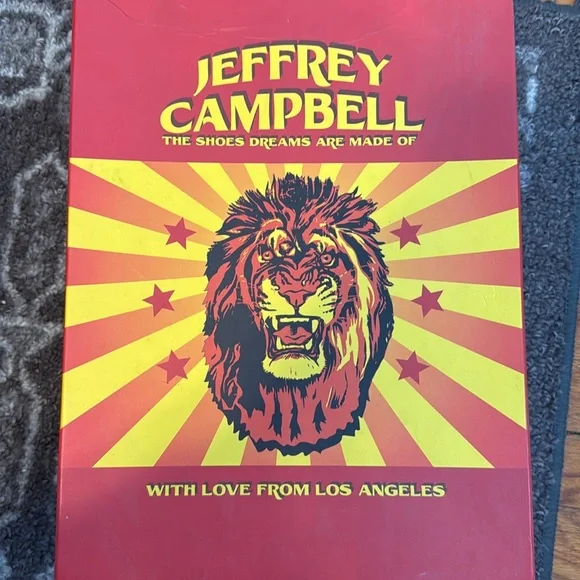 JEFFREY
CAMPBELL
THE SHOES DREAMS ARE MADE OF
WITH LOVE FROM LOS ANGELES